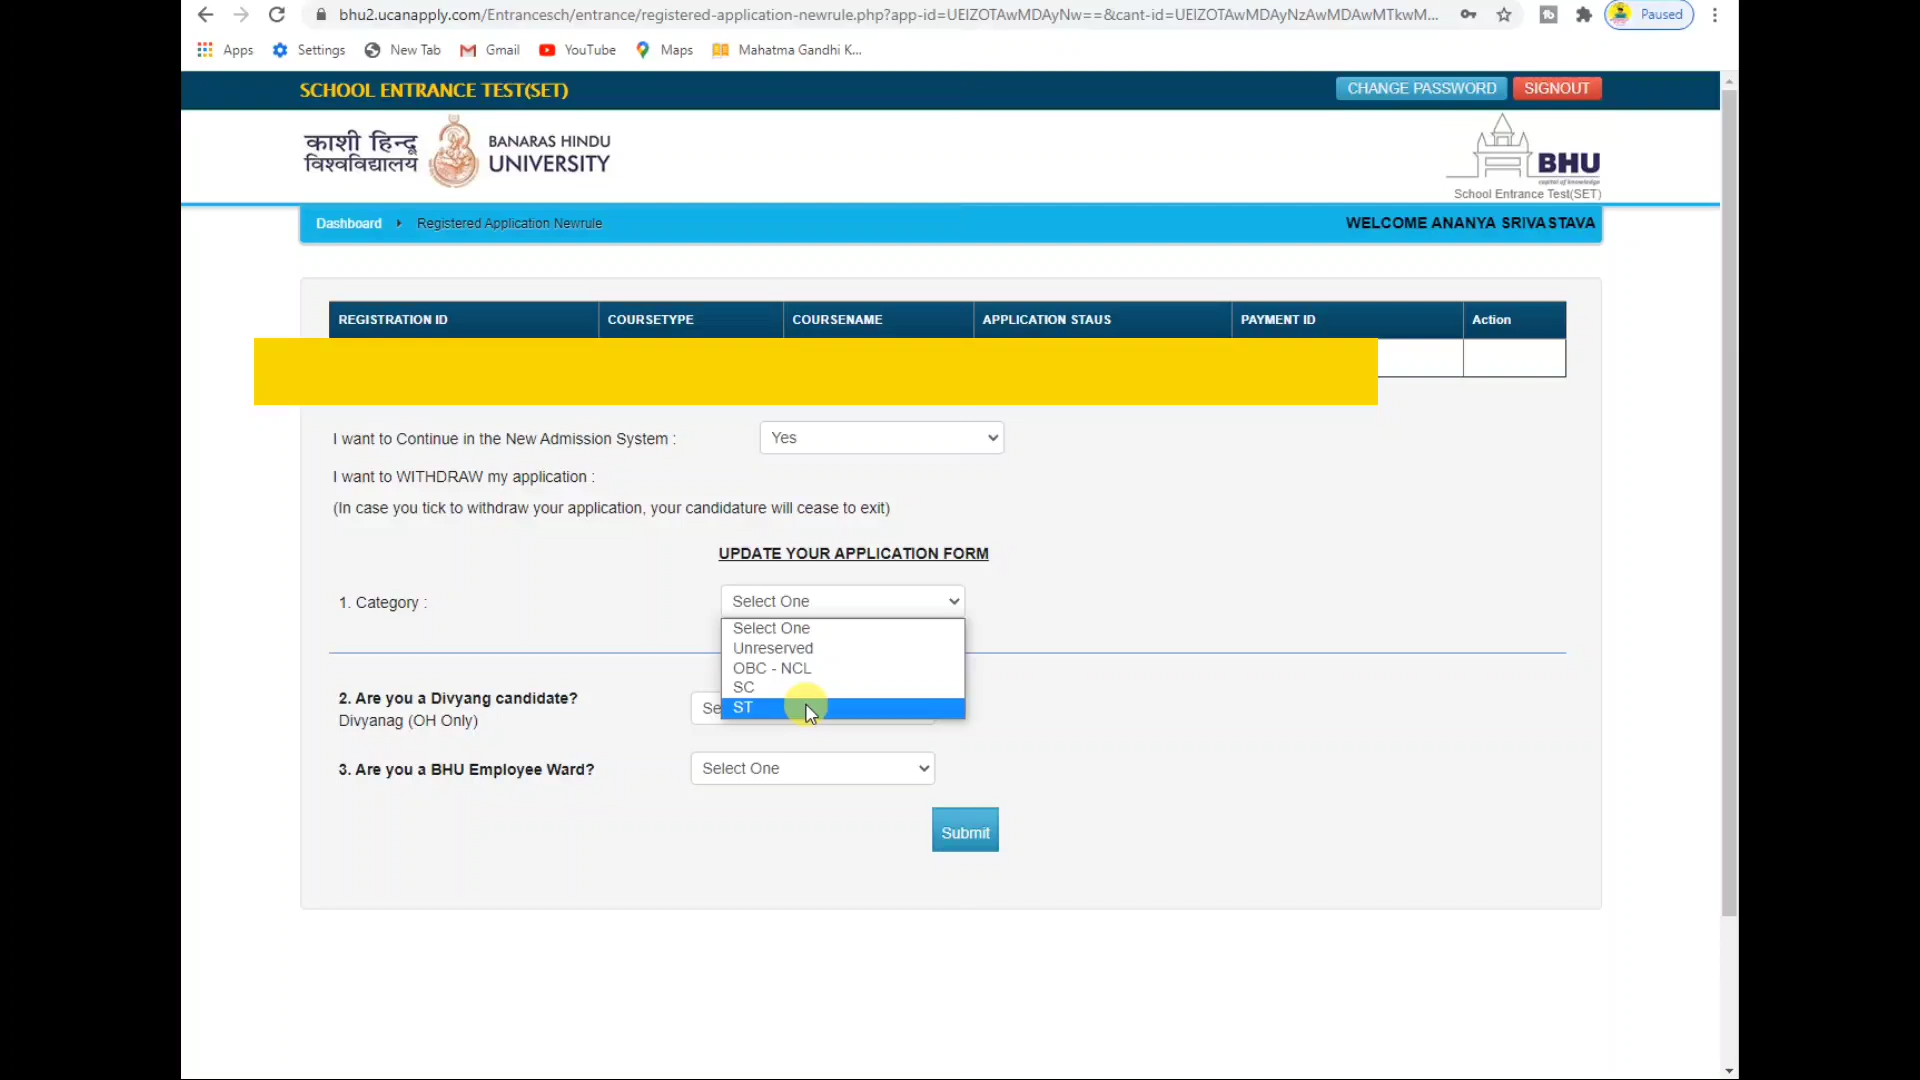 bhu2.ucanapply.com/Entrancesch/entrance/registered-application-newrule.php?app-id=UElZOTAwMDAyNw==&cant-id=UElZOTAwMDAyNzAwMDAwMTkwM...
Paused
Apps
Settings
New Tab
Gmail
YouTube
Maps
Mahatma Gandhi K...
SCHOOL ENTRANCE TEST(SET)
CHANGE PASSWORD
SIGNOUT
काशी हिन्दू
विश्वविद्यालय
BANARAS HINDU
UNIVERSITY
BHU
capital of knowledge
School Entrance Test(SET)
Dashboard
Registered Application Newrule
WELCOME ANANYA SRIVASTAVA
REGISTRATION ID
COURSETYPE
COURSENAME
APPLICATION STAUS
PAYMENT ID
Action
I want to Continue in the New Admission System :
Yes
I want to WITHDRAW my application :
(In case you tick to withdraw your application, your candidature will cease to exit)
UPDATE YOUR APPLICATION FORM
1. Category :
Select One
Select One
Unreserved
OBC - NCL
SC
ST
2. Are you a Divyang candidate?
Divyanag (OH Only)
Se
3. Are you a BHU Employee Ward?
Select One
Submit